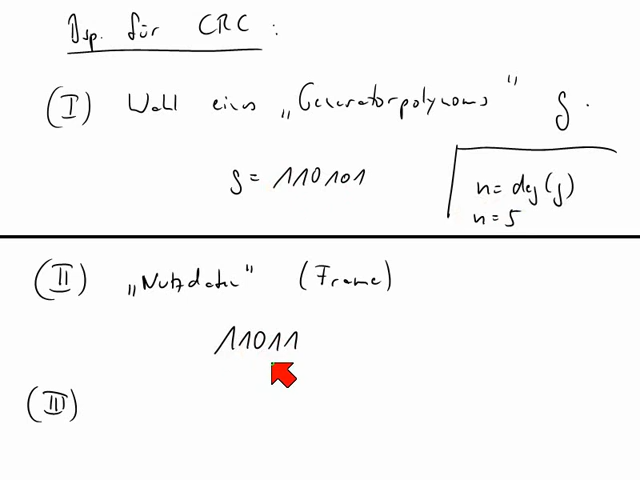 Bsp. für CRC :
(I) Wahl eines „Generatorpolynoms" g.
g = 110101
n = deg(g)
n = 5
(II) „Nutzdaten" (Frame)
11011
(III)